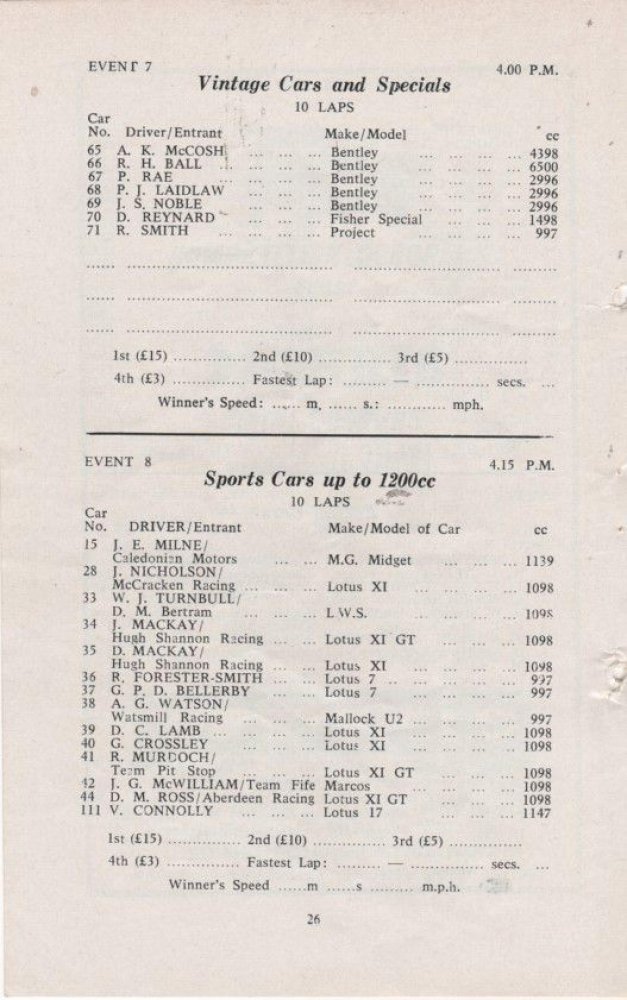 EVENT 7 4.00 P.M.
Vintage Cars and Specials
10 LAPS
Car
No. Driver/Entrant Make/Model cc
65 A. K. McCOSH ... ... ... Bentley ... ... ... 4398
66 R. H. BALL ... ... ... ... Bentley ... ... ... 6500
67 P. RAE ... ... ... ... Bentley ... ... ... 2996
68 P. J. LAIDLAW ... ... ... Bentley ... ... ... 2996
69 J. S. NOBLE ... ... ... Bentley ... ... ... 2996
70 D. REYNARD ... ... ... Fisher Special ... ... ... 1498
71 R. SMITH ... ... ... ... Project ... ... ... 997
1st (£15) .............. 2nd (£10) .............. 3rd (£5) ..............
4th (£3) .............. Fastest Lap: ........ — .............. secs. ...
Winner's Speed: ...... m. ...... s.: ............ mph.
EVENT 8 4.15 P.M.
Sports Cars up to 1200cc
10 LAPS
Car
No. DRIVER/Entrant Make/Model of Car cc
15 J. E. MILNE/
Caledonian Motors ... ... M.G. Midget ... ... ... 1139
28 J. NICHOLSON/
McCracken Racing ... ... Lotus XI ... ... ... ... 1098
33 W. J. TURNBULL/
D. M. Bertram ... ... ... L.W.S. ... ... ... ... 1098
34 J. MACKAY/
Hugh Shannon Racing ... ... Lotus XI GT ... ... ... 1098
35 D. MACKAY/
Hugh Shannon Racing ... ... Lotus XI ... ... ... ... 1098
36 R. FORESTER-SMITH ... ... Lotus 7 ... ... ... ... 997
37 G. P. D. BELLERBY ... ... Lotus 7 ... ... ... ... 997
38 A. G. WATSON/
Watsmill Racing ... ... ... Mallock U2 ... ... ... ... 997
39 D. C. LAMB ... ... ... ... Lotus XI ... ... ... ... 1098
40 G. CROSSLEY ... ... ... Lotus XI ... ... ... ... 1098
41 R. MURDOCH/
Team Pit Stop ... ... ... Lotus XI GT ... ... ... 1098
42 J. G. McWILLIAM/Team Fife Marcos ... ... ... ... 1098
44 D. M. ROSS/Aberdeen Racing Lotus XI GT ... ... ... 1098
111 V. CONNOLLY ... ... ... Lotus 17 ... ... ... ... 1147
1st (£15) .............. 2nd (£10) .............. 3rd (£5) ..............
4th (£3) .............. Fastest Lap: ......... — .............. secs. ...
Winner's Speed ......m ......s ......... m.p.h.
26